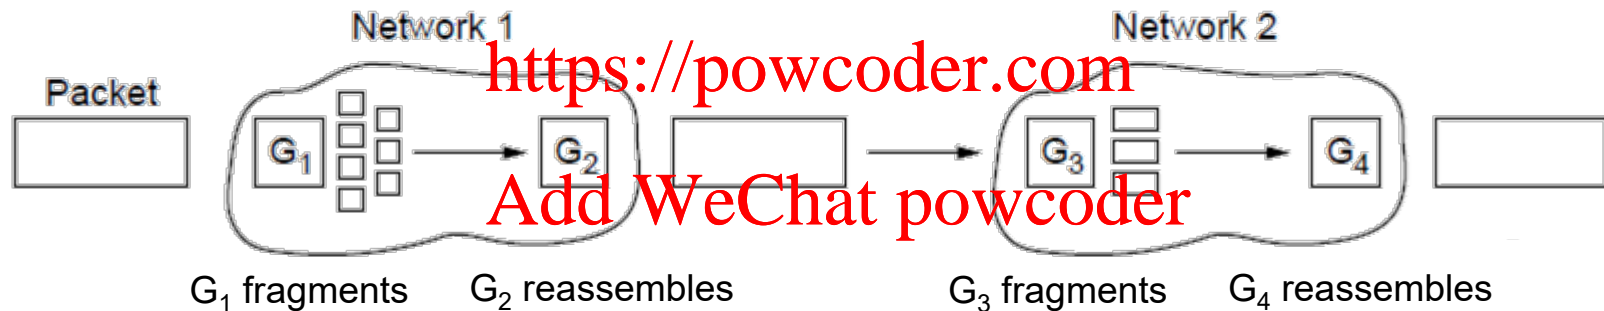 Network 1
Network 2
https://powcoder.com
Packet
G1
G2
G3
G4
Add WeChat powcoder
G1 fragments
G2 reassembles
G3 fragments
G4 reassembles